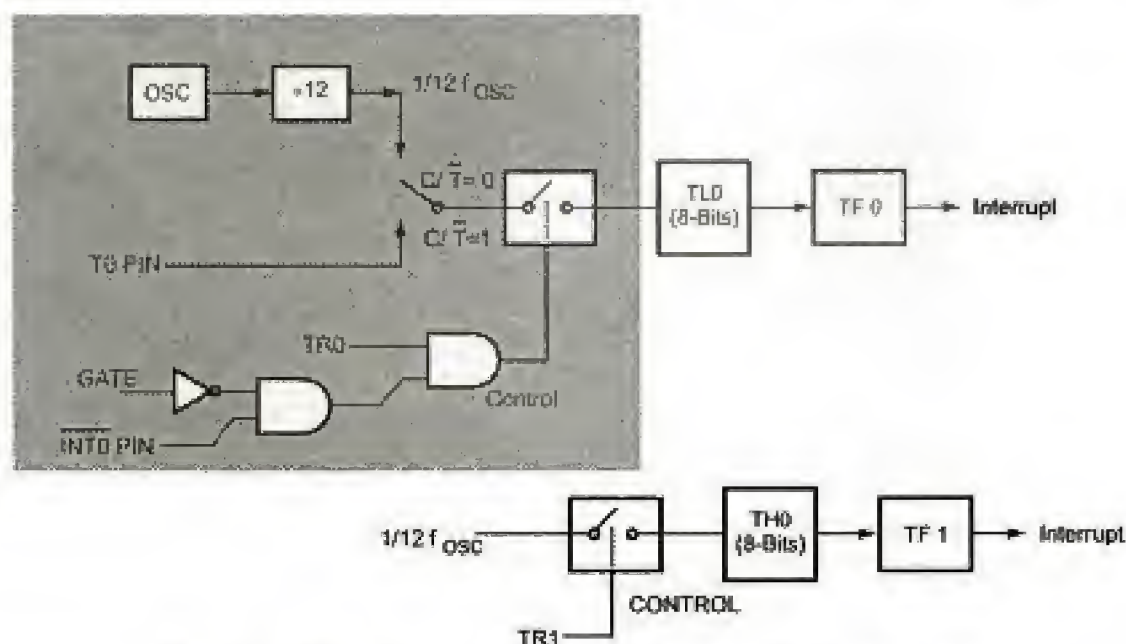 OSC
÷12
1/12 f OSC
C/T̅ = 0
C/T̅ = 1
T0 PIN
TL0
(8-Bits)
TF 0
Interrupt
TR0
GATE
Control
I̅N̅T̅0̅ PIN
1/12 f OSC
TH0
(8-Bits)
TF 1
Interrupt
CONTROL
TR1